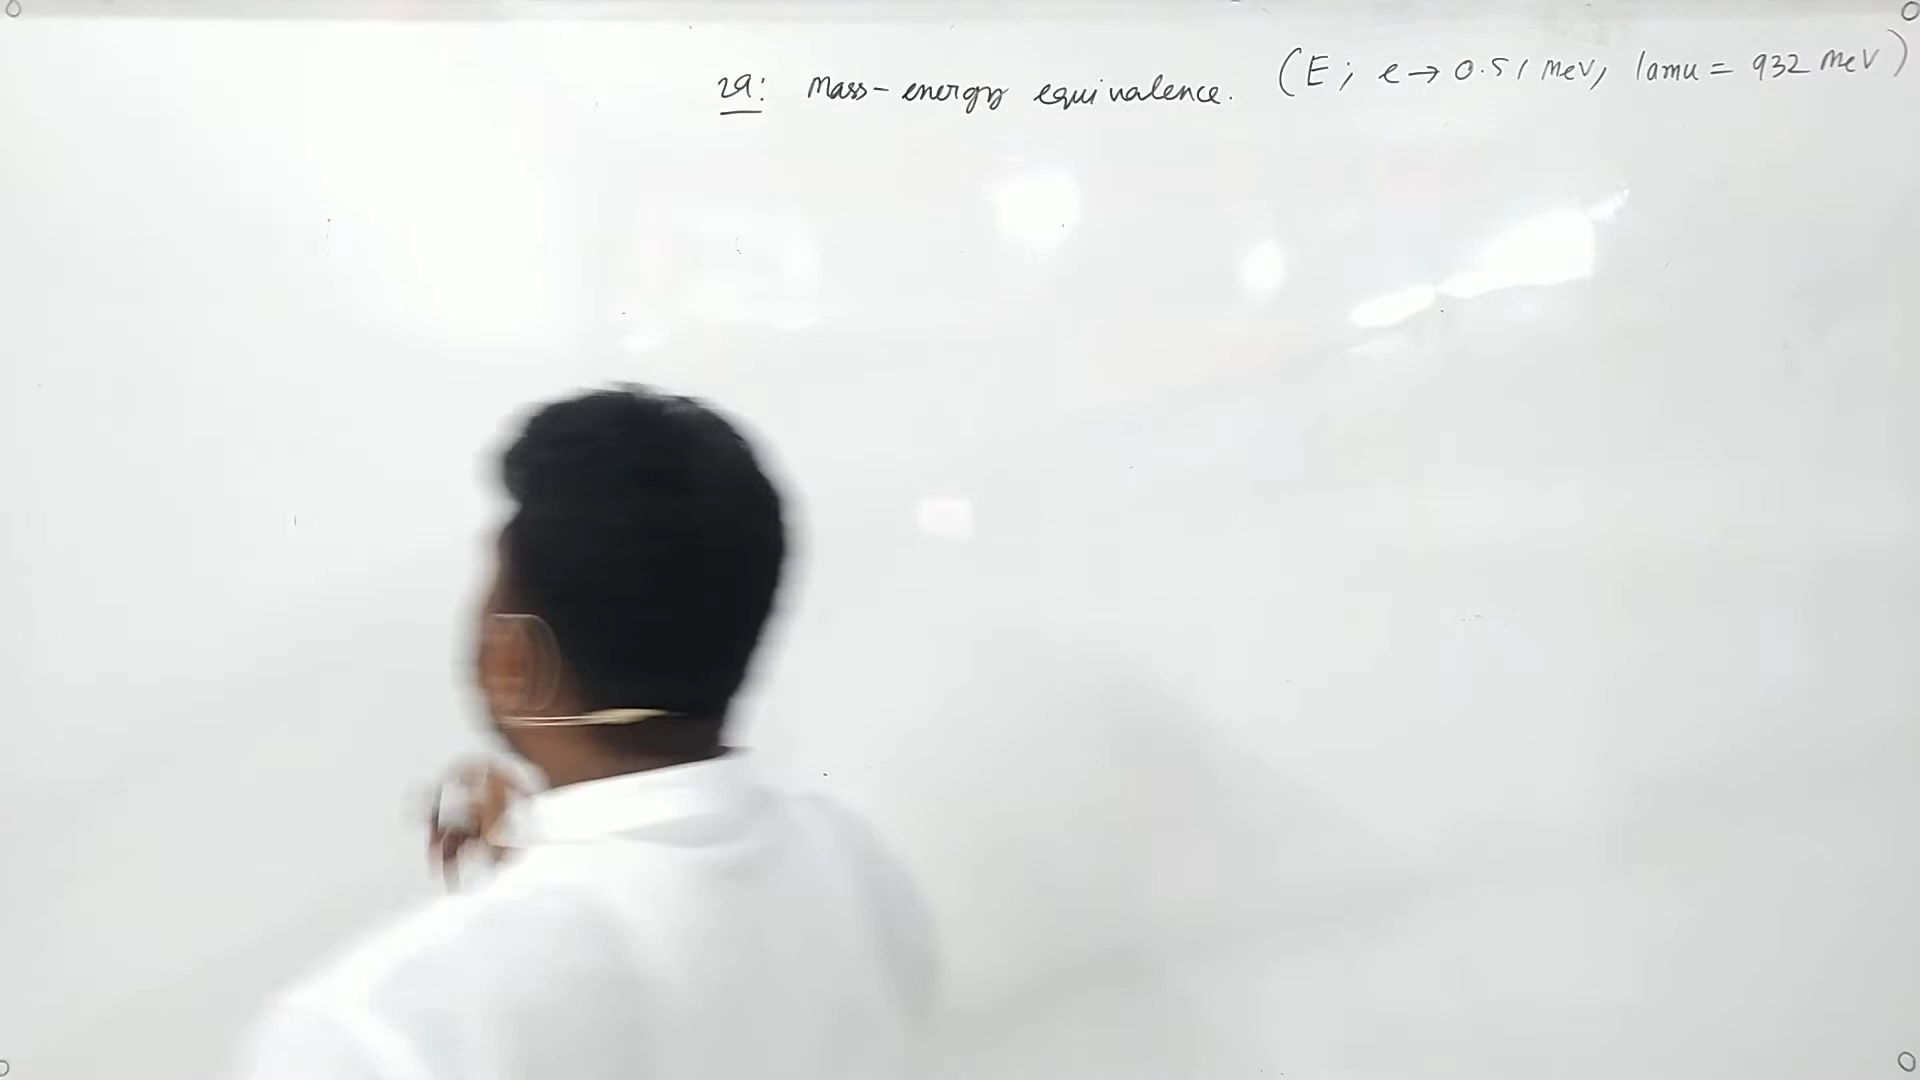 29: Mass-energy equivalence. (E; e→ 0.51 MeV, 1amu = 932 MeV)